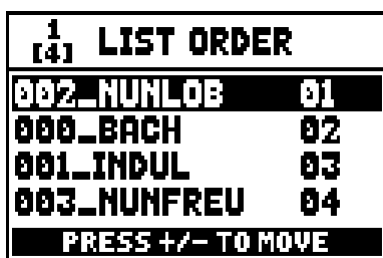 1
[4] LIST ORDER
002_NUNLOB 01
000_BACH 02
001_INDUL 03
003_NUNFREU 04
PRESS +/- TO MOVE